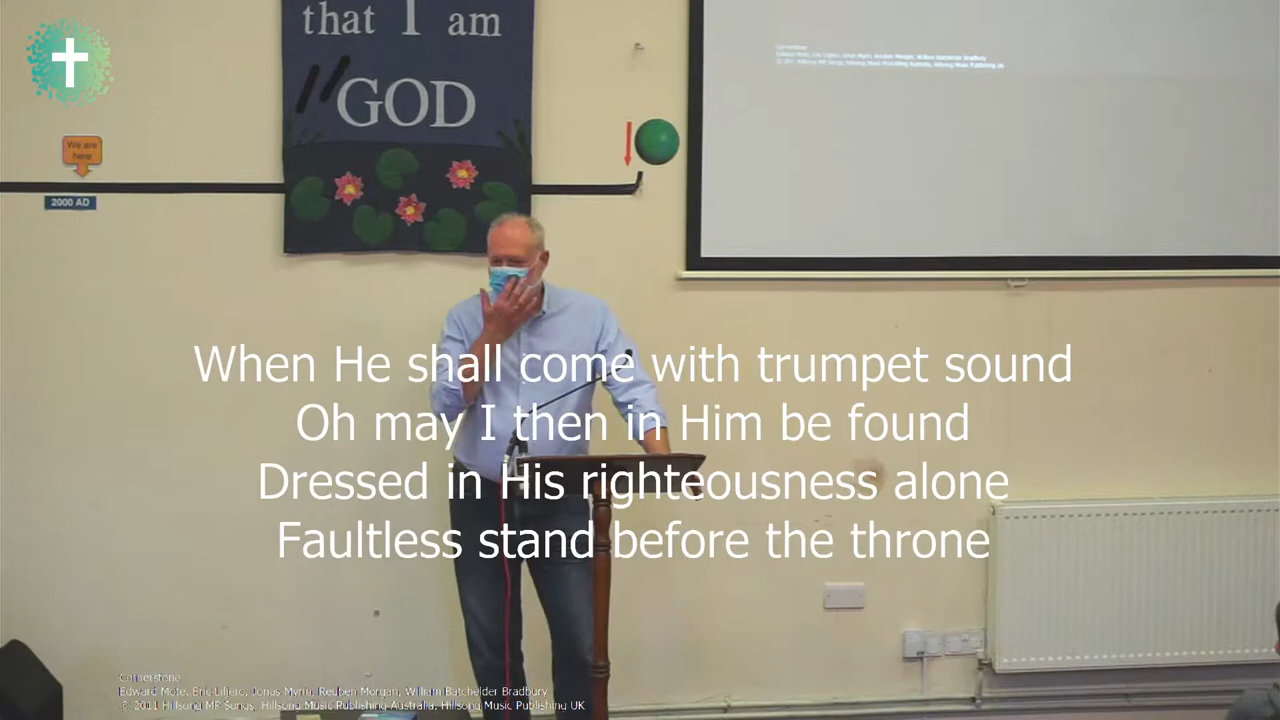 that I am
GOD
We are
here
2000 AD
When He shall come with trumpet sound
Oh may I then in Him be found
Dressed in His righteousness alone
Faultless stand before the throne
Cornerstone
Edward Mote, Eric Liljero, Jonas Myrin, Reuben Morgan, William Batchelder Bradbury
© 2011 Hillsong MP Songs, Hillsong Music Publishing Australia, Hillsong Music Publishing UK